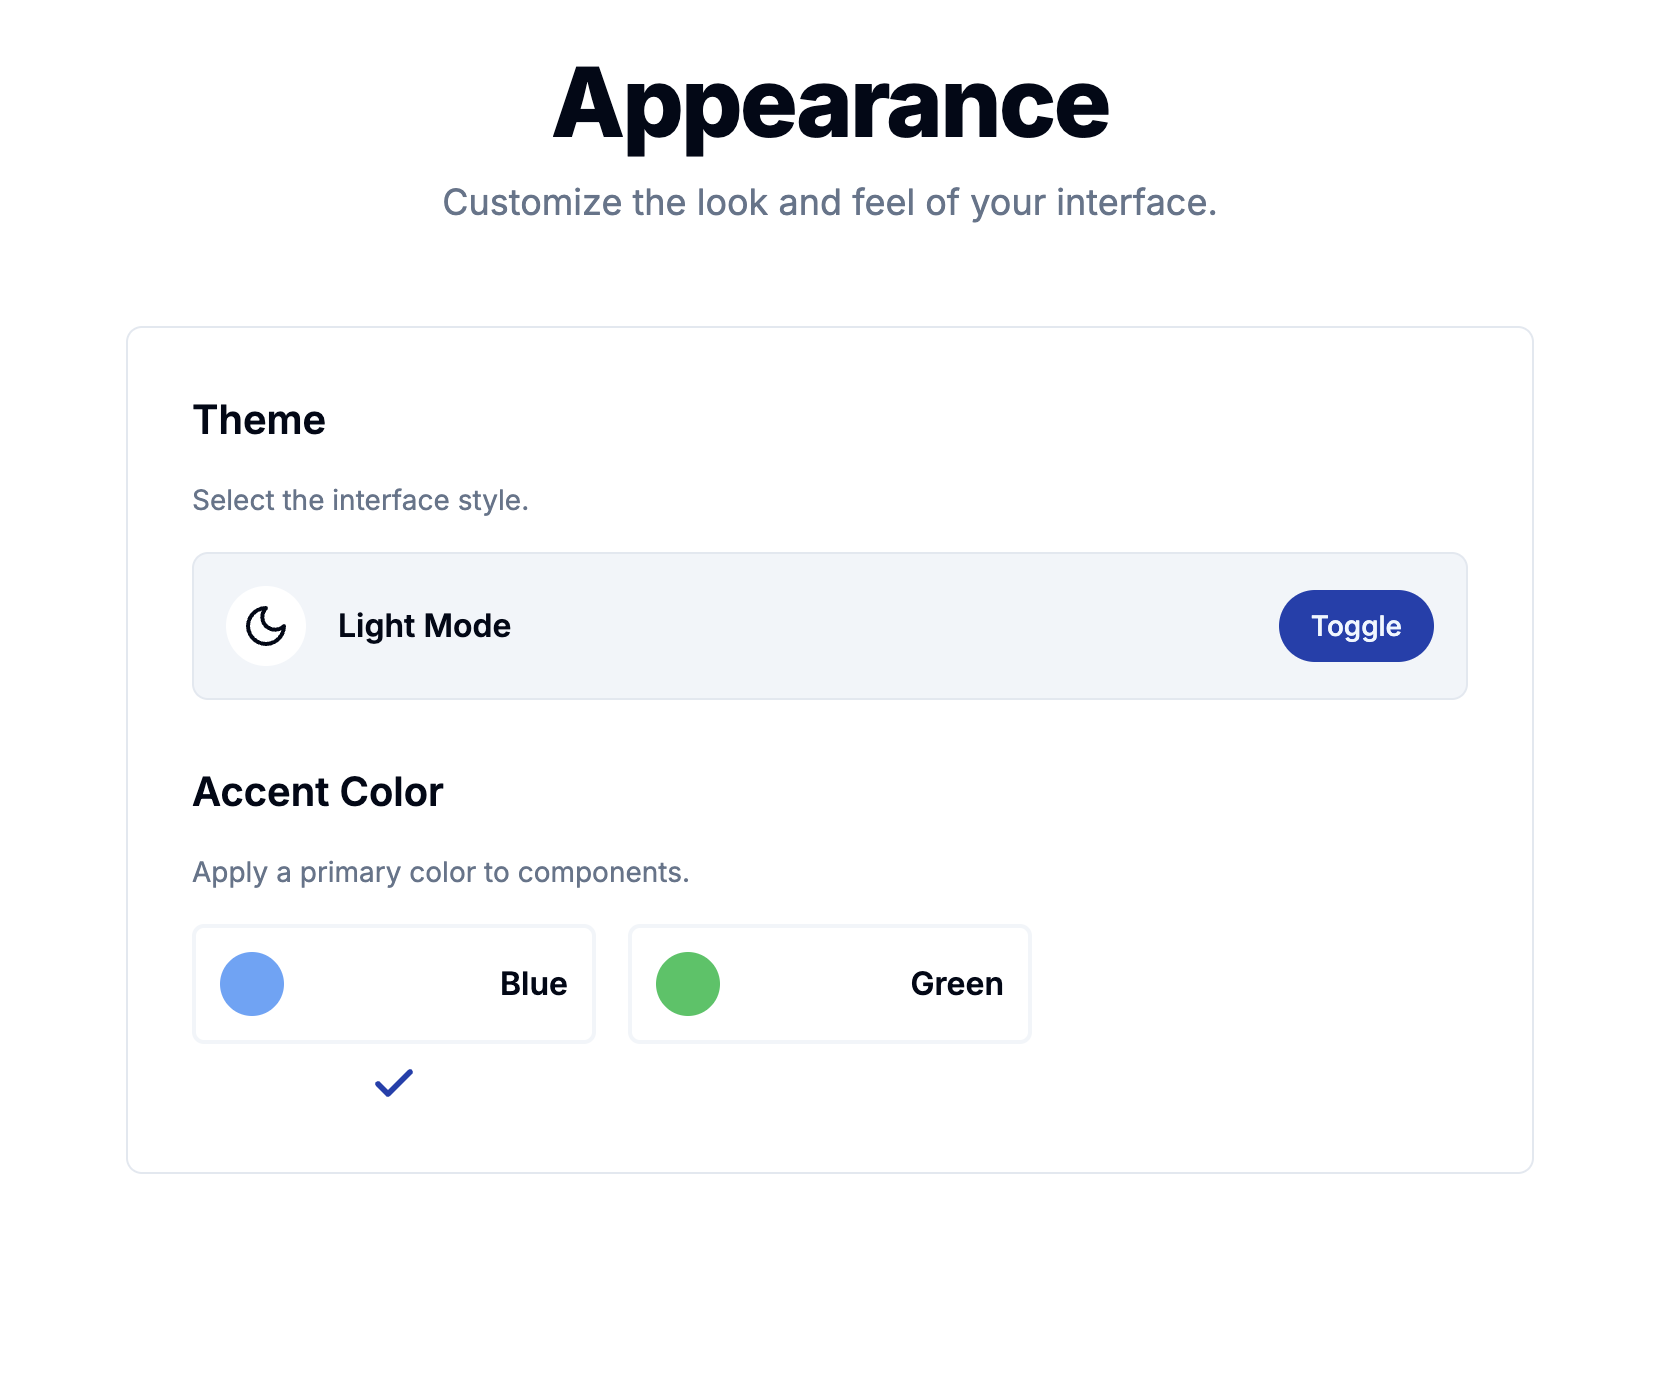 Appearance
Customize the look and feel of your interface.
Theme
Select the interface style.
Light Mode
Toggle
Accent Color
Apply a primary color to components.
Blue
Green